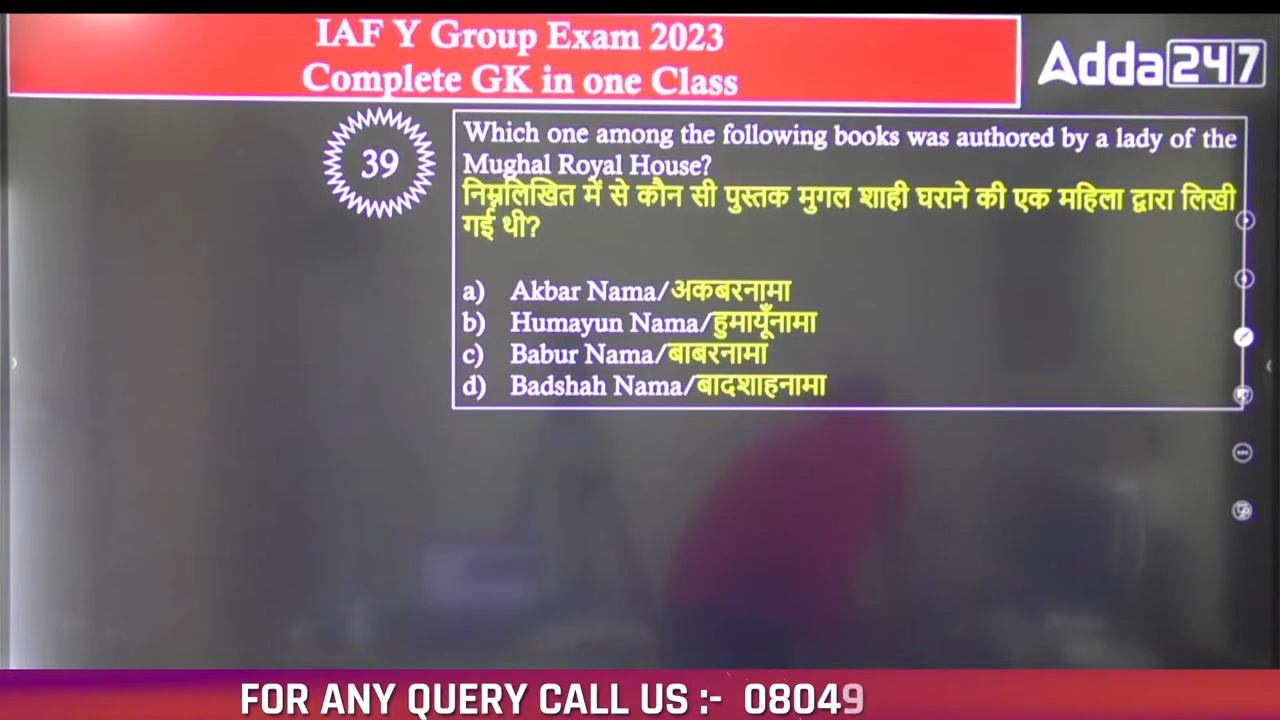 IAF Y Group Exam 2023
Complete GK in one Class
Adda247
39
Which one among the following books was authored by a lady of the
Mughal Royal House?
निम्नलिखित में से कौन सी पुस्तक मुगल शाही घराने की एक महिला द्वारा लिखी
गई थी?
a) Akbar Nama/अकबरनामा
b) Humayun Nama/हुमायूँनामा
c) Babur Nama/बाबरनामा
d) Badshah Nama/बादशाहनामा
FOR ANY QUERY CALL US :- 08049